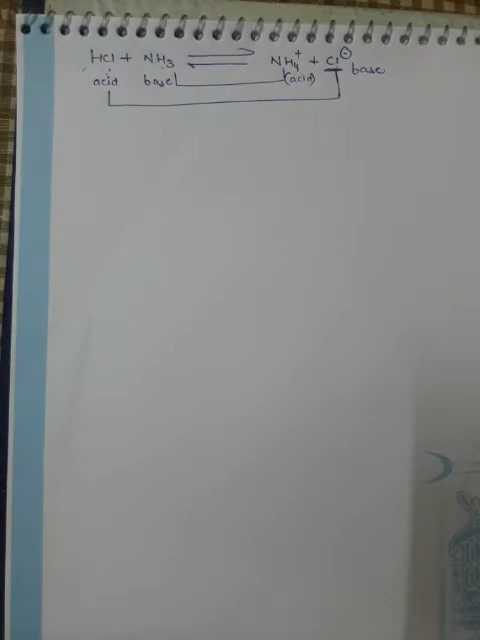 HCl + NH₃ ⇌ NH₄⁺ + Cl⊖
acid base (acid) base